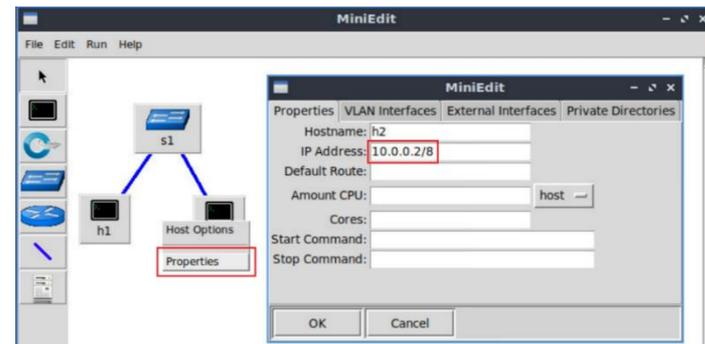 MiniEdit
File Edit Run Help
s1
h1
Host Options
Properties
MiniEdit
Properties VLAN Interfaces External Interfaces Private Directories
Hostname: h2
IP Address: 10.0.0.2/8
Default Route:
Amount CPU: host
Cores:
Start Command:
Stop Command:
OK Cancel